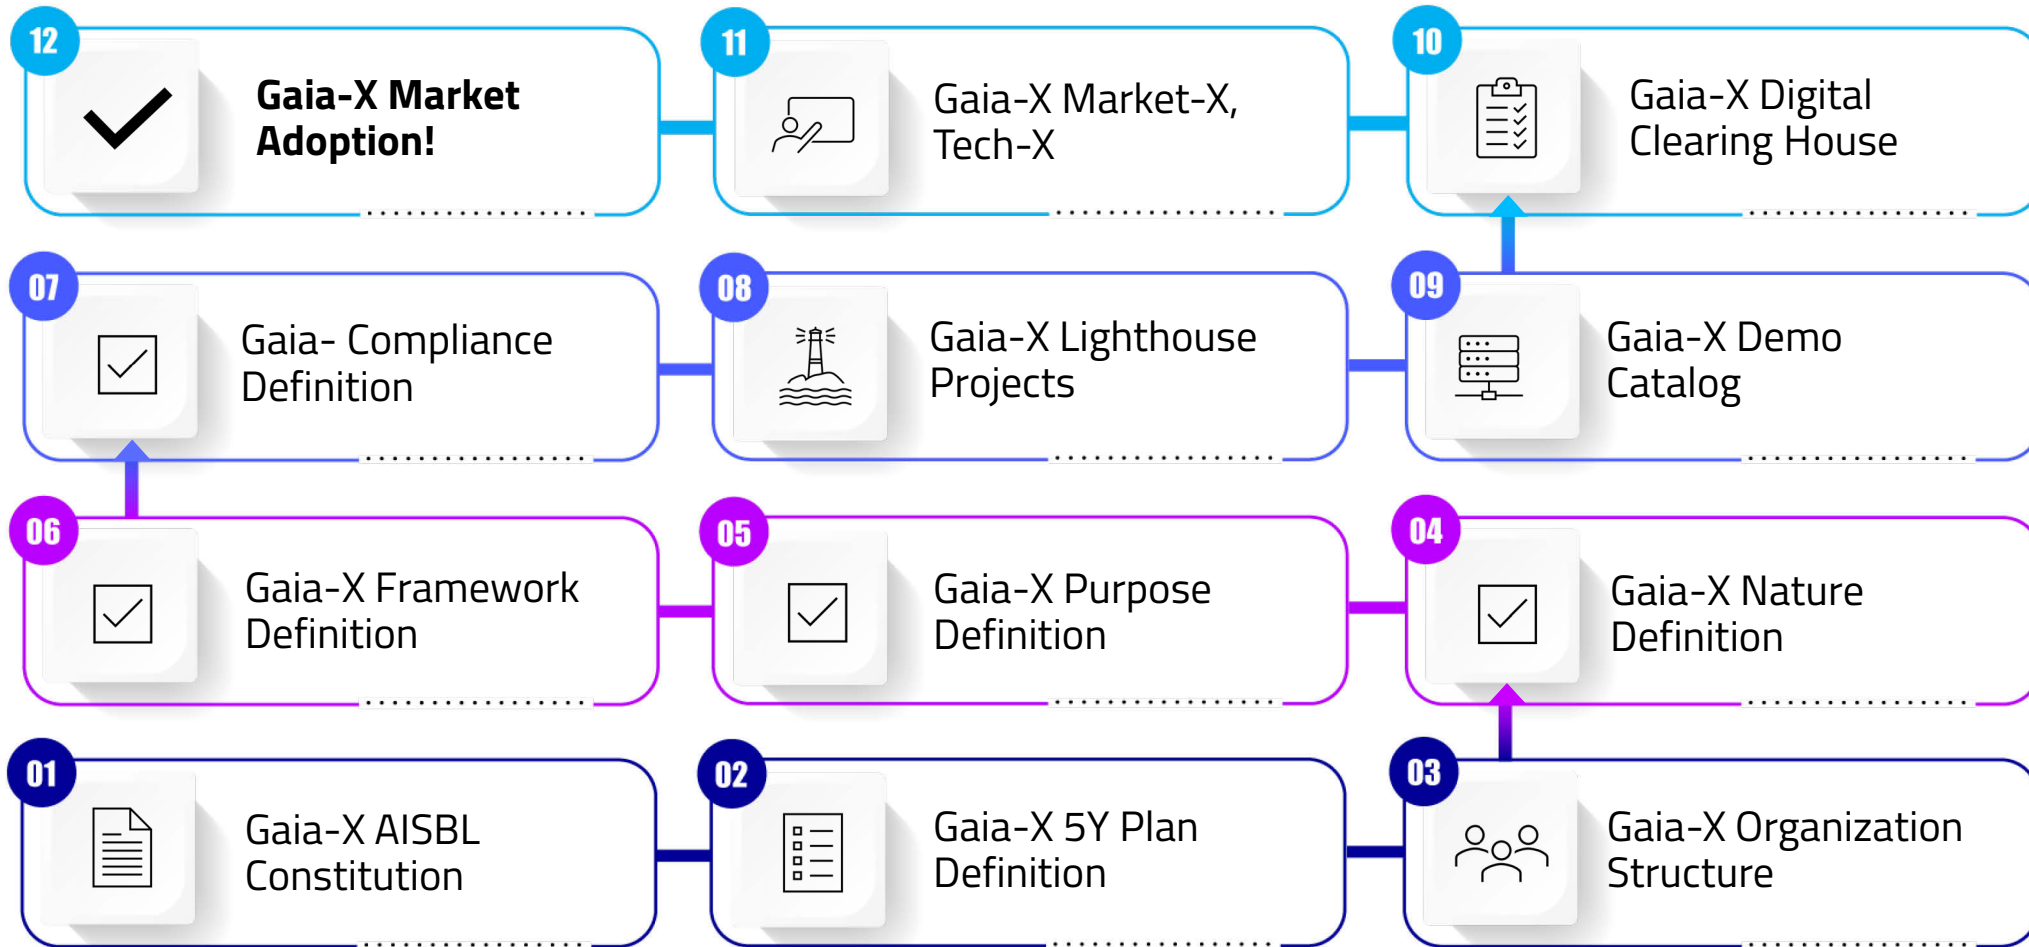 12
Gaia-X Market
Adoption!
11
Gaia-X Market-X,
Tech-X
10
Gaia-X Digital
Clearing House
07
Gaia- Compliance
Definition
08
Gaia-X Lighthouse
Projects
09
Gaia-X Demo
Catalog
06
Gaia-X Framework
Definition
05
Gaia-X Purpose
Definition
04
Gaia-X Nature
Definition
01
Gaia-X AISBL
Constitution
02
Gaia-X 5Y Plan
Definition
03
Gaia-X Organization
Structure